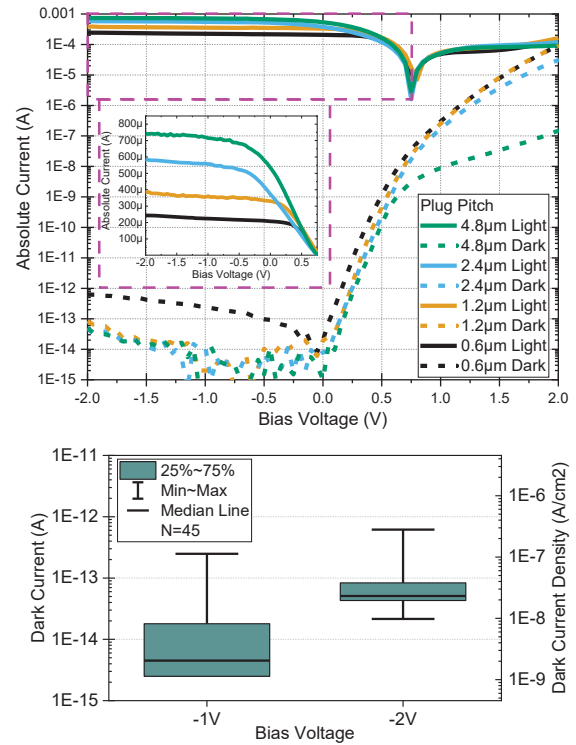 0.001
1E-4
1E-5
1E-6
1E-7
1E-8
1E-9
1E-10
1E-11
1E-12
1E-13
1E-14
1E-15
Absolute Current (A)
-2.0 -1.5 -1.0 -0.5 0.0 0.5 1.0 1.5 2.0
Bias Voltage (V)
800µ
700µ
600µ
500µ
400µ
300µ
200µ
100µ
Absolute Current (A)
-2.0 -1.5 -1.0 -0.5 0.0 0.5
Bias Voltage (V)
Plug Pitch
4.8µm Light
4.8µm Dark
2.4µm Light
2.4µm Dark
1.2µm Light
1.2µm Dark
0.6µm Light
0.6µm Dark
1E-11
1E-12
1E-13
1E-14
1E-15
Dark Current (A)
25%~75%
Min~Max
Median Line
N=45
1E-6
1E-7
1E-8
1E-9
Dark Current Density (A/cm2)
-1V -2V
Bias Voltage